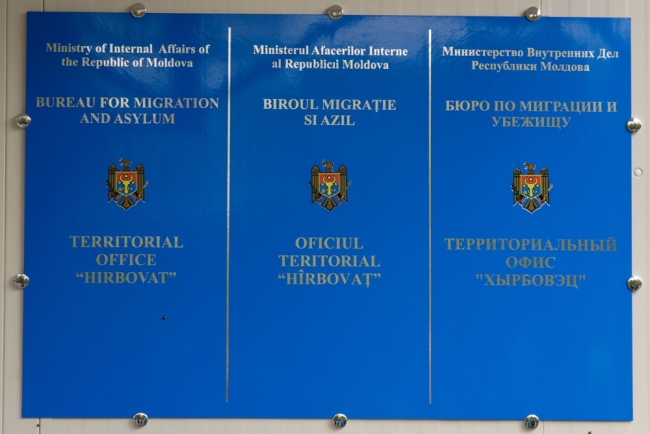 Ministry of Internal Affairs of
the Republic of Moldova
BUREAU FOR MIGRATION
AND ASYLUM
TERRITORIAL
OFFICE
“HIRBOVAT”
Ministerul Afacerilor Interne
al Republicii Moldova
BIROUL MIGRAŢIE
SI AZIL
OFICIUL
TERITORIAL
“HÎRBOVAŢ”
Министерство Внутренних Дел
Республики Молдова
БЮРО ПО МИГРАЦИИ И
УБЕЖИЩУ
ТЕРРИТОРИАЛЬНЫЙ
ОФИС
"ХЫРБОВЭЦ"